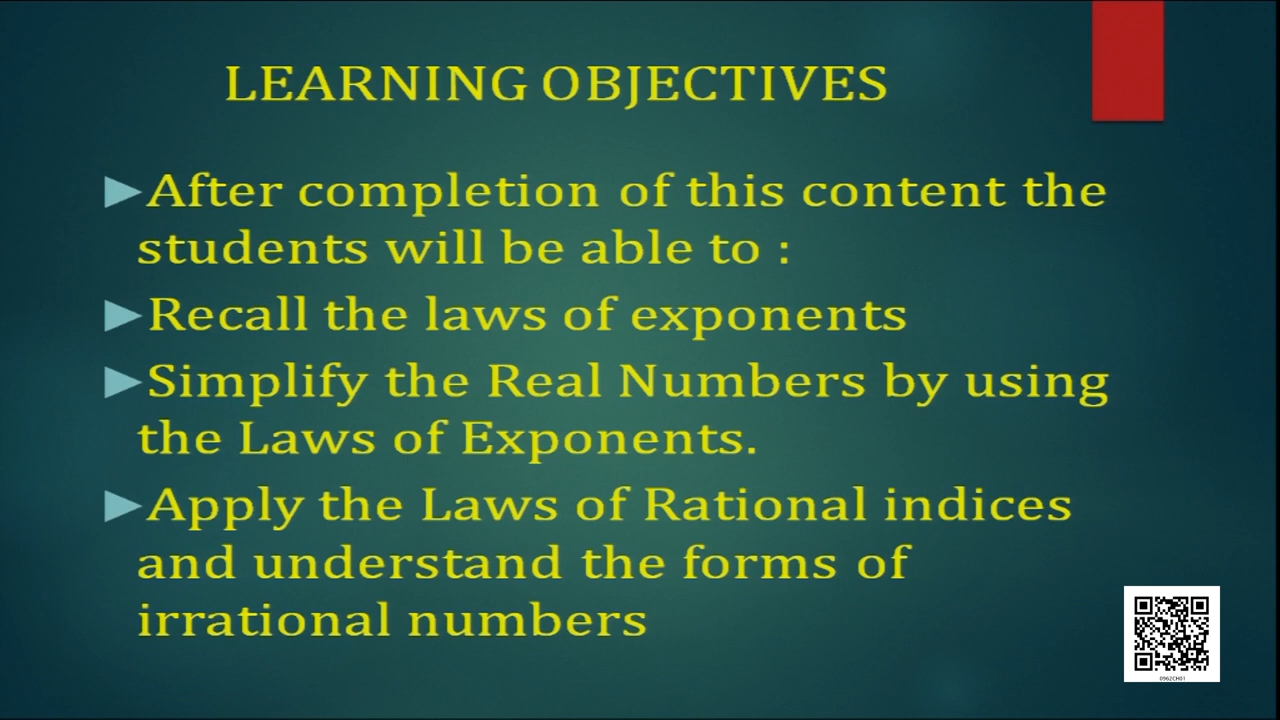 LEARNING OBJECTIVES
After completion of this content the
students will be able to :
Recall the laws of exponents
Simplify the Real Numbers by using
the Laws of Exponents.
Apply the Laws of Rational indices
and understand the forms of
irrational numbers
0962CH01